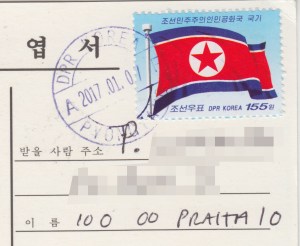 조선민주주의인민공화국 국기
조선우표 DPR KOREA 155원
DPR KOREA
A 2017.01.0
PYO
엽 서
받을 사람 주소 P.
이 름 100 00 PRAHA 10